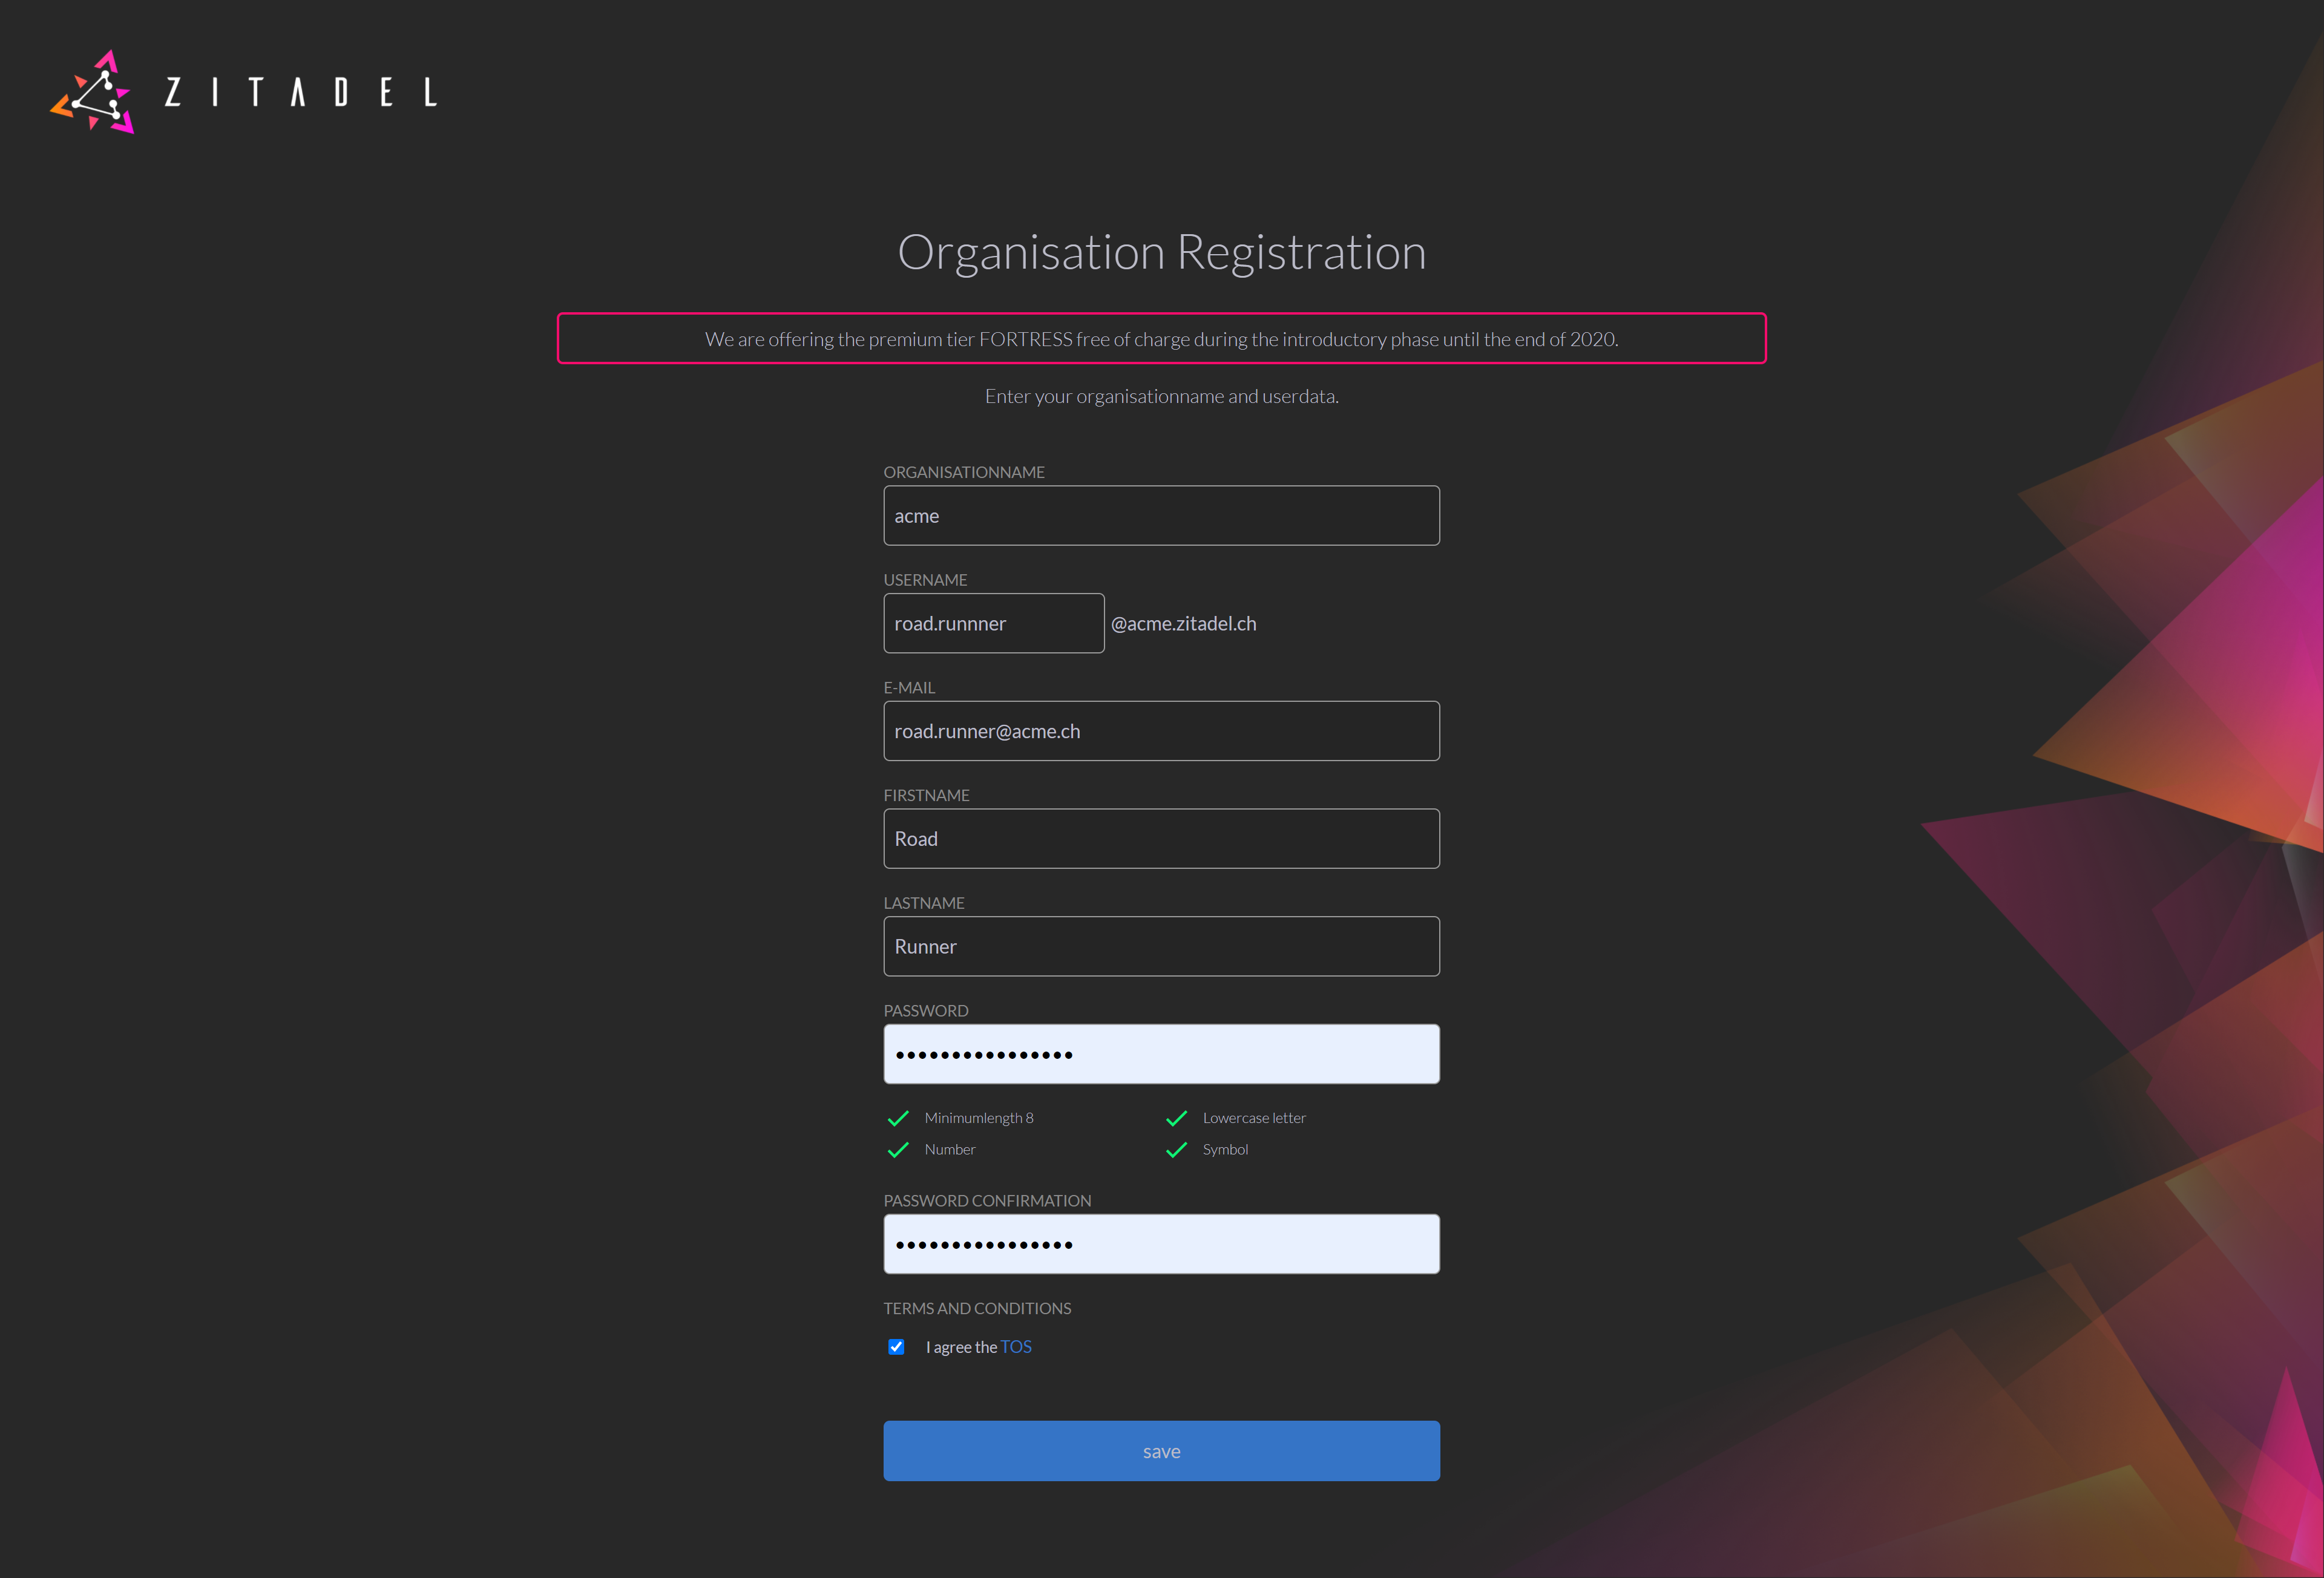 ZITADEL
Organisation Registration
We are offering the premium tier FORTRESS free of charge during the introductory phase until the end of 2020.
Enter your organisationname and userdata.
ORGANISATIONNAME
acme
USERNAME
road.runnner @acme.zitadel.ch
E-MAIL
road.runner@acme.ch
FIRSTNAME
Road
LASTNAME
Runner
PASSWORD
••••••••••••••••
Minimumlength 8 Lowercase letter
Number Symbol
PASSWORD CONFIRMATION
••••••••••••••••
TERMS AND CONDITIONS
I agree the TOS
save